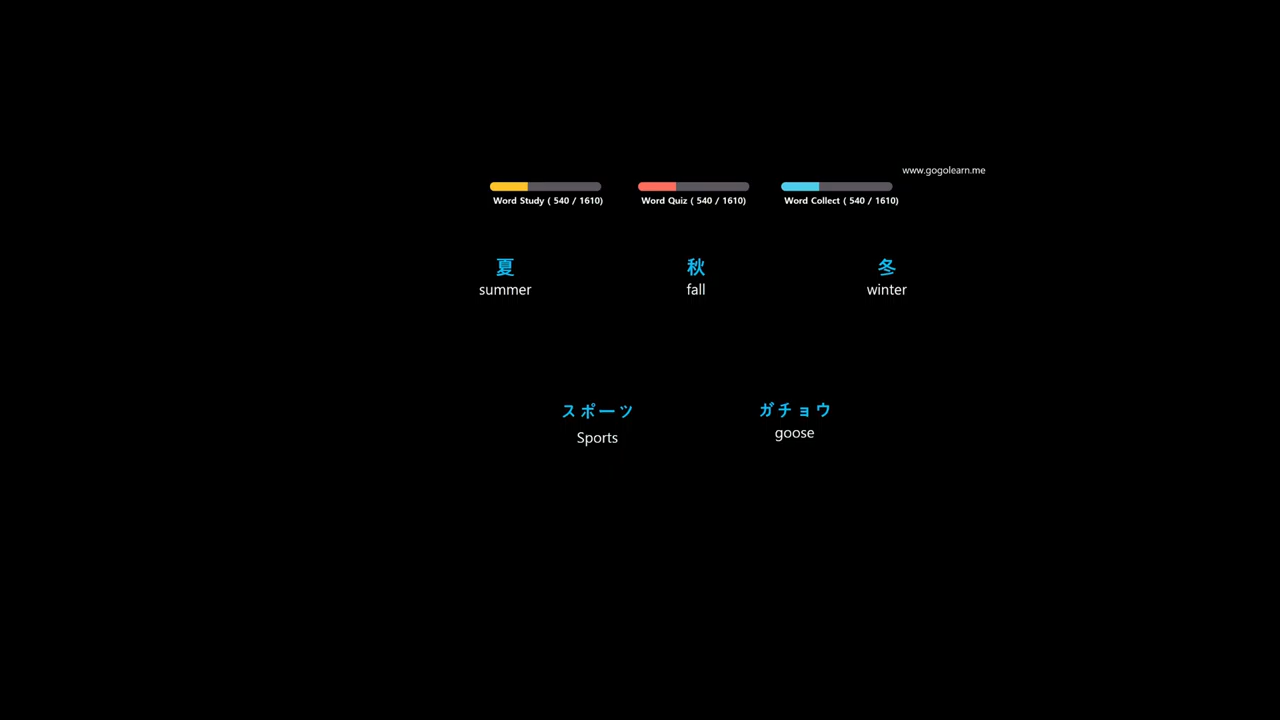 www.gogolearn.me
Word Study ( 540 / 1610)
Word Quiz ( 540 / 1610)
Word Collect ( 540 / 1610)
夏
summer
秋
fall
冬
winter
スポーツ
Sports
ガチョウ
goose